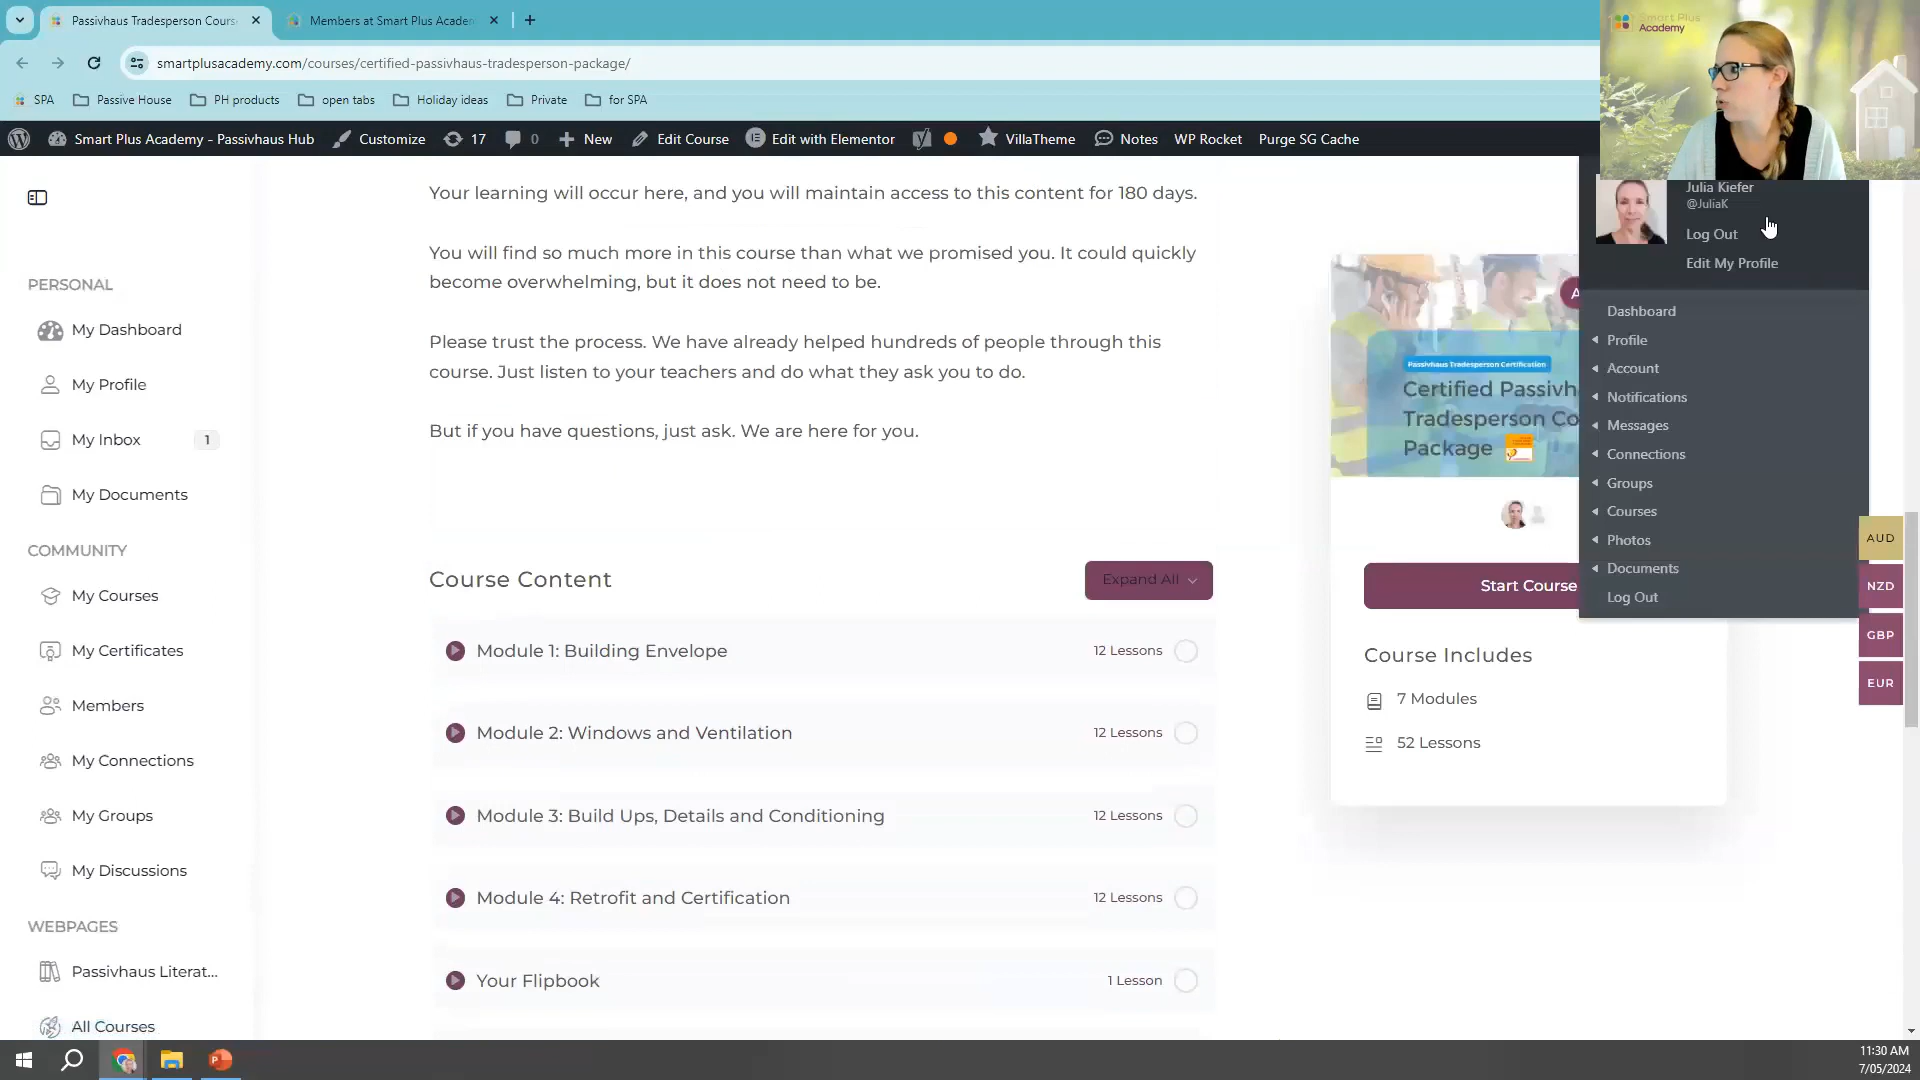 Passivhaus Tradesperson Cours
Members at Smart Plus Academ
smartplusacademy.com/courses/certified-passivhaus-tradesperson-package/
SPA
Passive House
PH products
open tabs
Holiday ideas
Private
for SPA
Smart Plus
Academy
Smart Plus Academy - Passivhaus Hub
Customize
17
0
New
Edit Course
Edit with Elementor
VillaTheme
Notes
WP Rocket
Purge SG Cache
Julia Kiefer
@JuliaK
Log Out
Edit My Profile
Dashboard
Profile
Account
Notifications
Messages
Connections
Groups
Courses
Photos
Documents
Log Out
PERSONAL
My Dashboard
My Profile
My Inbox
1
My Documents
COMMUNITY
My Courses
My Certificates
Members
My Connections
My Groups
My Discussions
WEBPAGES
Passivhaus Literat...
All Courses
Your learning will occur here, and you will maintain access to this content for 180 days.
You will find so much more in this course than what we promised you. It could quickly
become overwhelming, but it does not need to be.
Please trust the process. We have already helped hundreds of people through this
course. Just listen to your teachers and do what they ask you to do.
But if you have questions, just ask. We are here for you.
Course Content
Expand All
Module 1: Building Envelope
12 Lessons
Module 2: Windows and Ventilation
12 Lessons
Module 3: Build Ups, Details and Conditioning
12 Lessons
Module 4: Retrofit and Certification
12 Lessons
Your Flipbook
1 Lesson
Passivhaus Tradesperson Certification
Certified Passivh
Tradesperson Co
Package
Start Course
Course Includes
7 Modules
52 Lessons
AUD
NZD
GBP
EUR
11:30 AM
7/05/2024